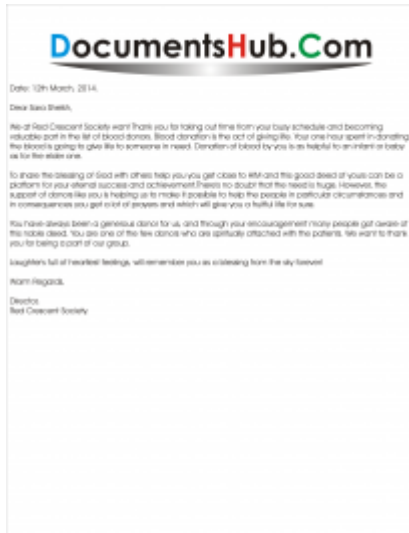 DocumentsHub.Com
Date: 12th March, 2014.
Dear Sara Sheikh,
We at Red Crescent Society want Thank you for taking out time from your busy schedule and becoming
valuable part in the list of blood donors. Blood donation is the act of giving life. Your one hour spent in donating
the blood is going to give life to someone in need. Donation of blood by you is as helpful to an infant or baby
as for the elder one.
To share the blessing of God with others help you you get close to HIM and this good deed of yours can be a
platform for your eternal success and achievement.There's no doubt that the need is huge. However, the
support of donors like you is helping us to make it possible to help the people in particular circumstances and
in consequences you get a lot of prayers and which will give you a fruitful life for sure.
You have always been a generous donor for us, and through your encouragement many people got aware of
this noble deed. You are one of the few donors who are spiritually attached with the patients. We want to thank
you for being a part of our group.
Laughters full of heartiest feelings, will remember you as a blessing from the sky forever!
Warm Regards,
Director,
Red Crescent Society